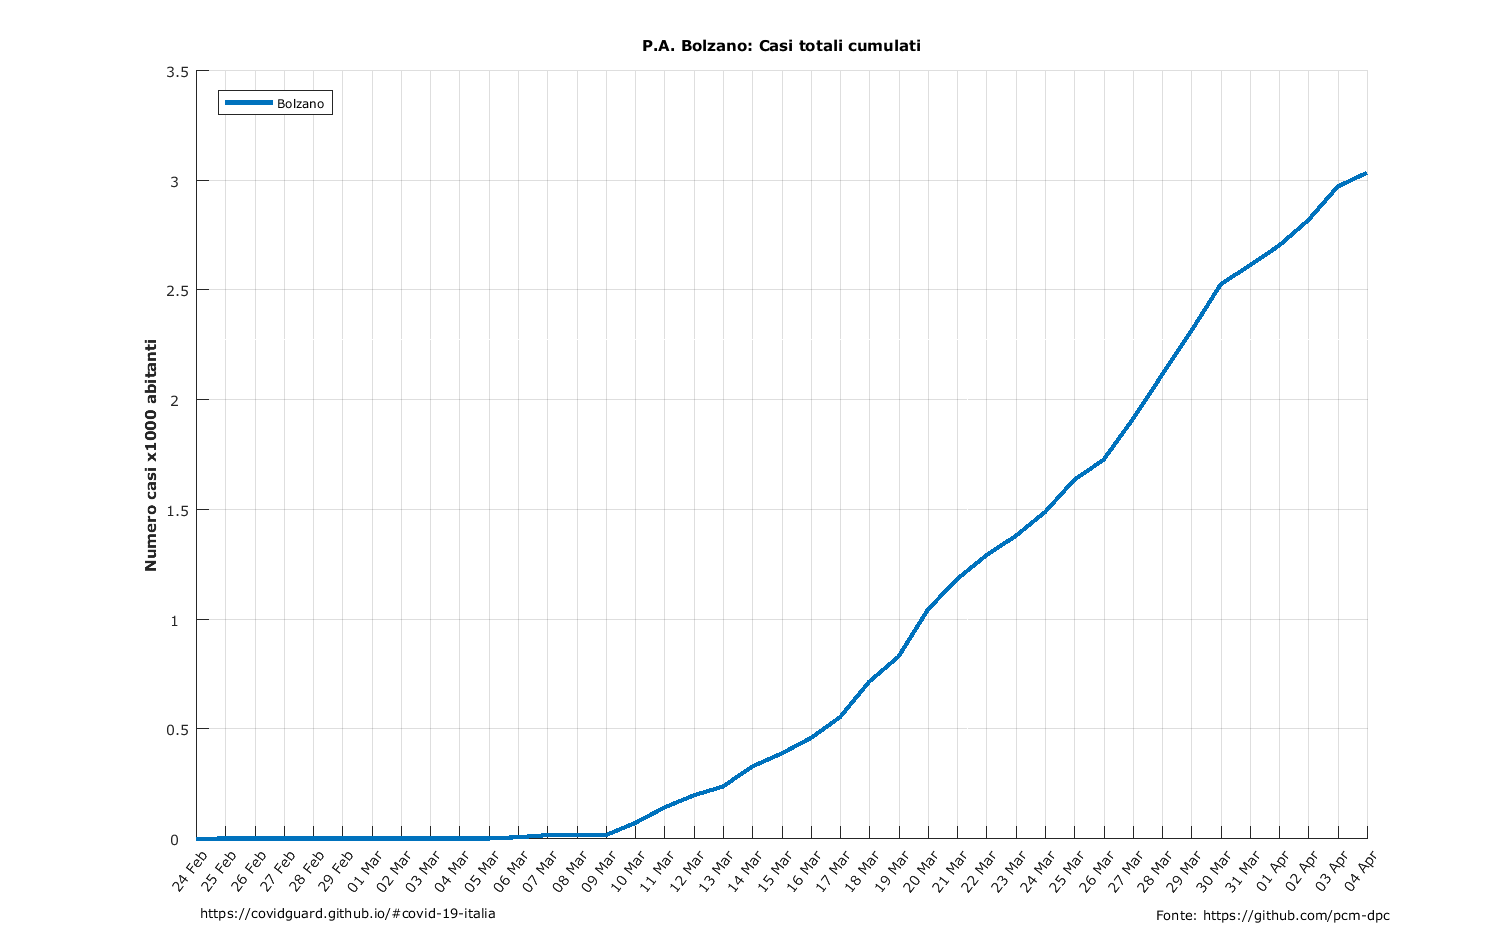 P.A. Bolzano: Casi totali cumulati
Bolzano
Numero casi x1000 abitanti
3.5
3
2.5
2
1.5
1
0.5
0
24 Feb
25 Feb
26 Feb
27 Feb
28 Feb
29 Feb
01 Mar
02 Mar
03 Mar
04 Mar
05 Mar
06 Mar
07 Mar
08 Mar
09 Mar
10 Mar
11 Mar
12 Mar
13 Mar
14 Mar
15 Mar
16 Mar
17 Mar
18 Mar
19 Mar
20 Mar
21 Mar
22 Mar
23 Mar
24 Mar
25 Mar
26 Mar
27 Mar
28 Mar
29 Mar
30 Mar
31 Mar
01 Apr
02 Apr
03 Apr
04 Apr
https://covidguard.github.io/#covid-19-italia
Fonte: https://github.com/pcm-dpc